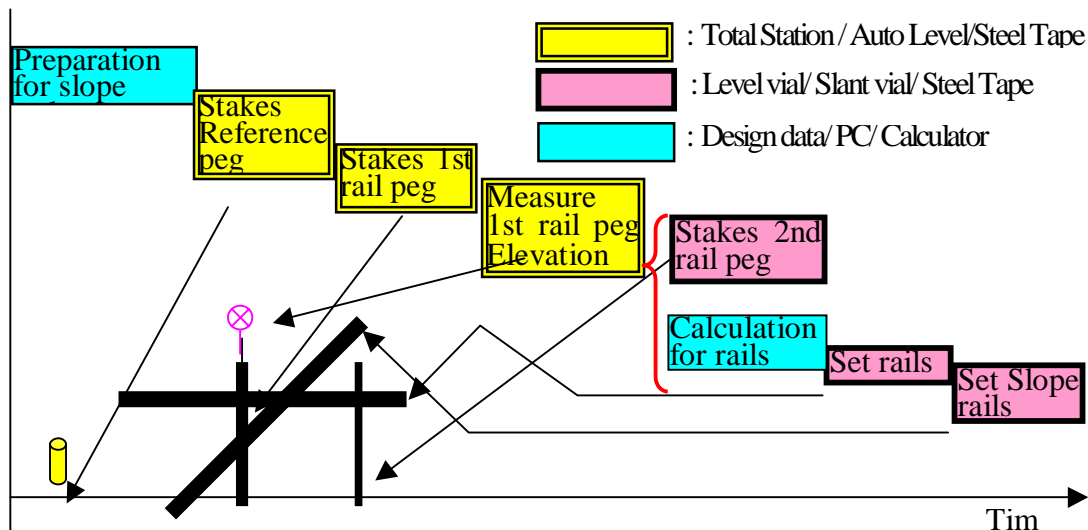 Preparation
for slope
Stakes
Reference
peg
Stakes 1st
rail peg
Measure
1st rail peg
Elevation
Stakes 2nd
rail peg
Calculation
for rails
Set rails
Set Slope
rails
: Total Station / Auto Level/Steel Tape
: Level vial/ Slant vial/ Steel Tape
: Design data/ PC/ Calculator
Tim